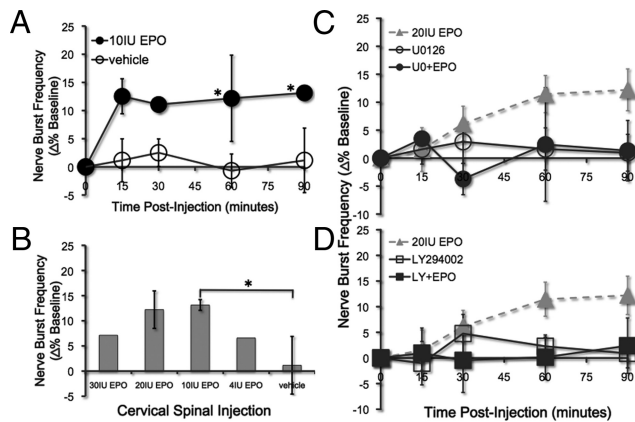 A
10IU EPO
vehicle
Nerve Burst Frequency
(Δ% Baseline)
25
20
15
10
5
0
-5
* *
0 15 30 45 60 75 90
Time Post-Injection (minutes)
B
Nerve Burst Frequency
(Δ% Baseline)
25
20
15
10
5
0
-5
*
30IU EPO 20IU EPO 10IU EPO 4IU EPO vehicle
Cervical Spinal Injection
C
20IU EPO
U0126
U0+EPO
Nerve Burst Frequency (Δ% Baseline)
25
20
15
10
5
0
-5
-10
0 15 30 45 60 75 90
D
20IU EPO
LY294002
LY+EPO
25
20
15
10
5
0
-5
-10
0 15 30 45 60 75 90
Time Post-Injection (minutes)